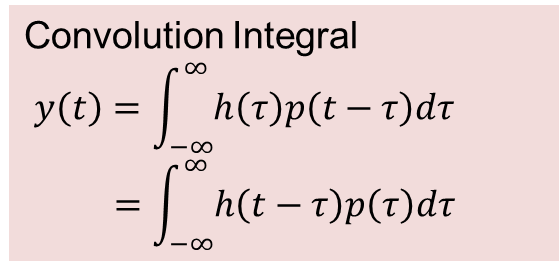 Convolution Integral
y(t) = ∫_{−∞}^{∞} h(τ)p(t − τ)dτ
= ∫_{−∞}^{∞} h(t − τ)p(τ)dτ